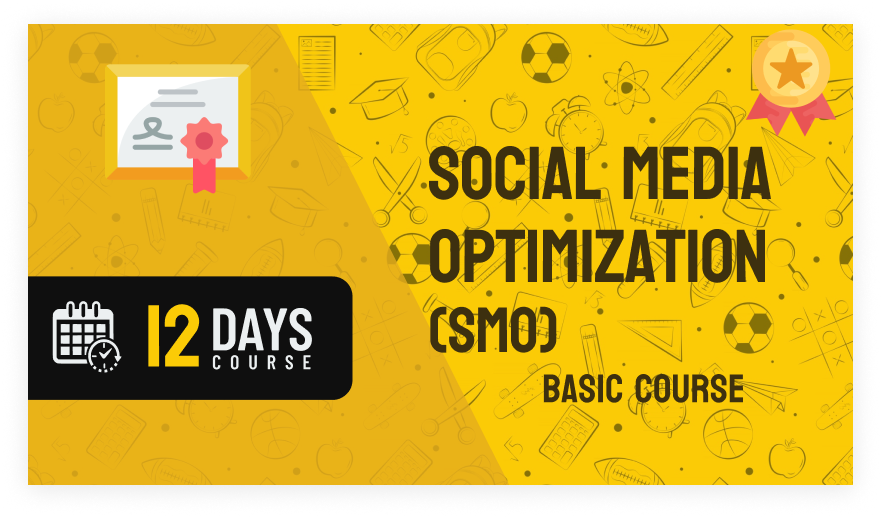 SOCIAL MEDIA
OPTIMIZATION
(SMO)
BASIC COURSE
12 DAYS
COURSE